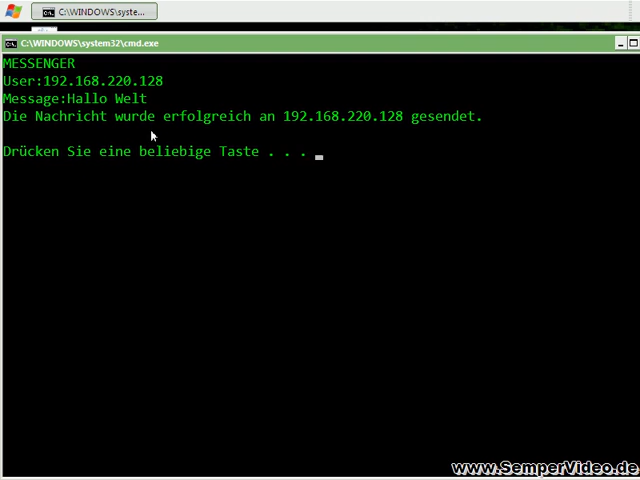 C:\WINDOWS\syste...
C:\WINDOWS\system32\cmd.exe
MESSENGER
User:192.168.220.128
Message:Hallo Welt
Die Nachricht wurde erfolgreich an 192.168.220.128 gesendet.
Drücken Sie eine beliebige Taste . . .
www.SemperVideo.de